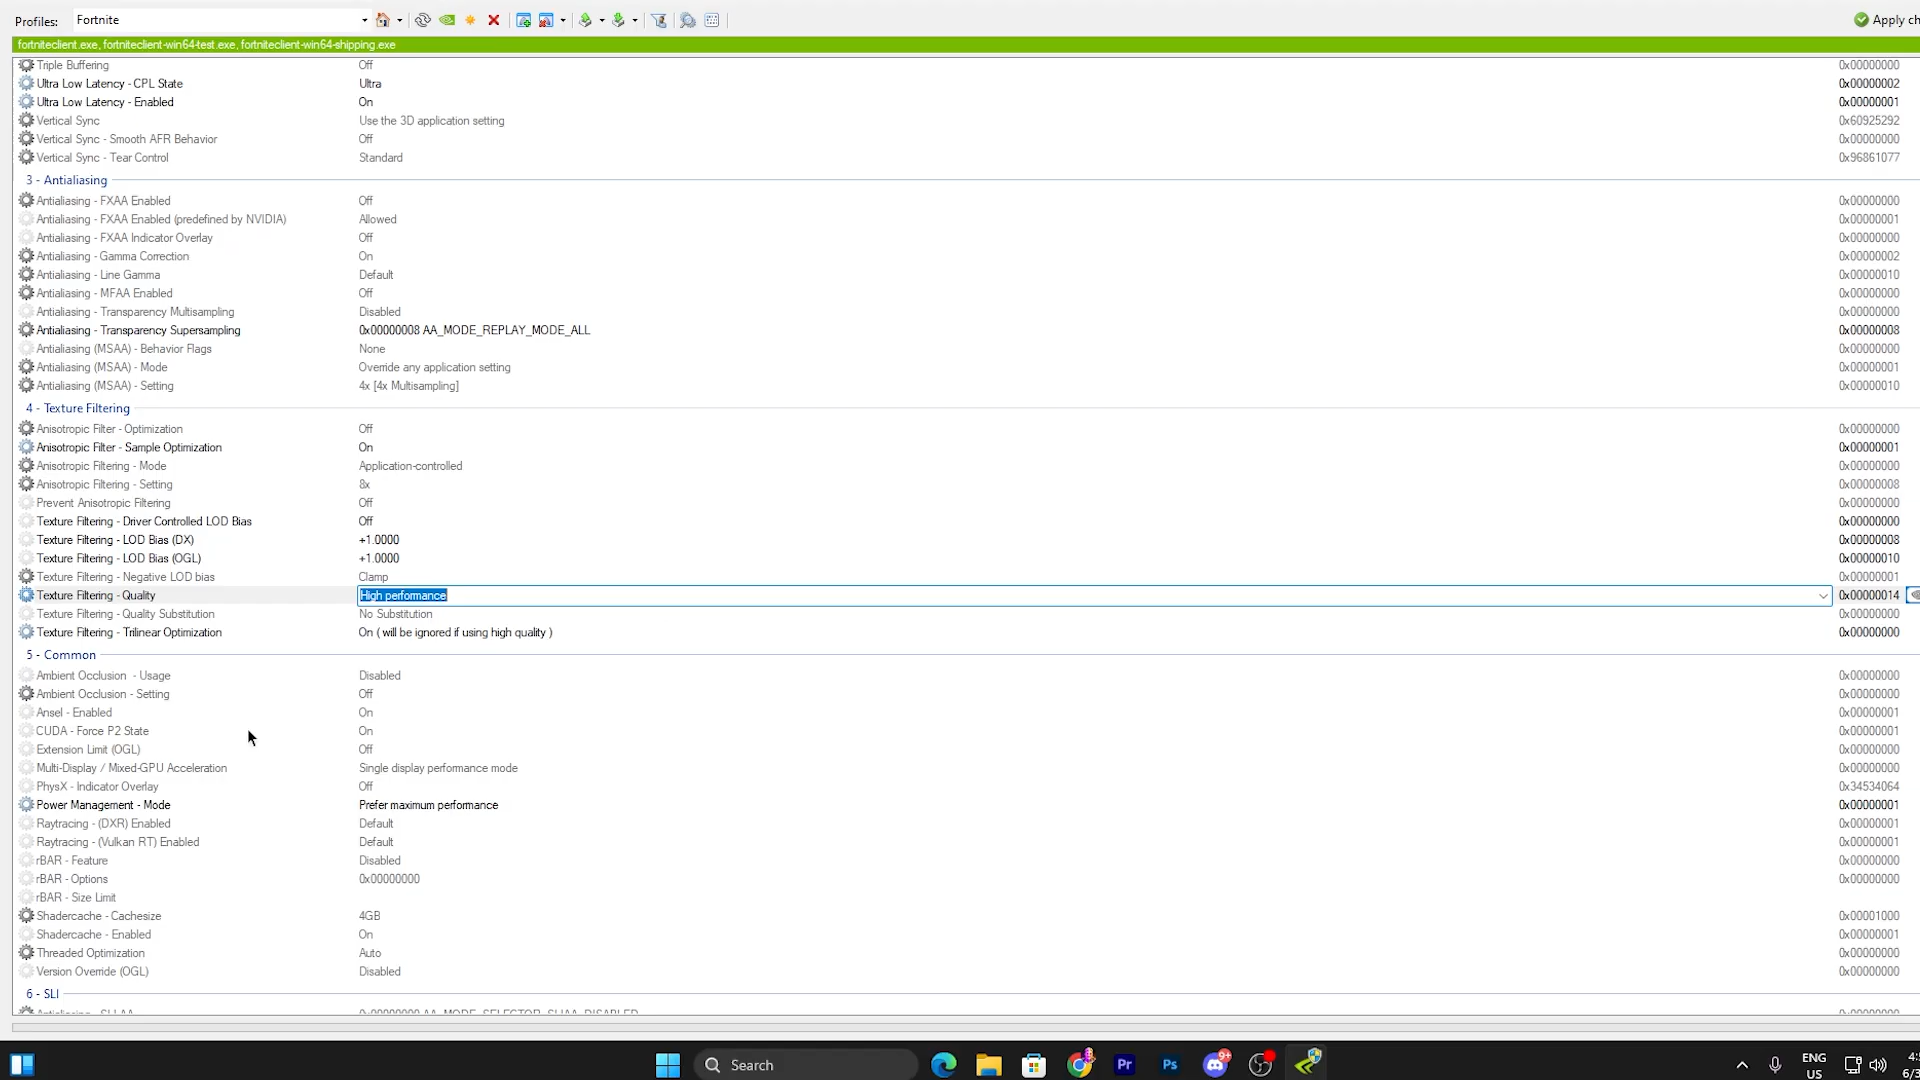 Profiles: Fortnite Apply ch
fortniteclient.exe, fortniteclient-win64-test.exe, fortniteclient-win64-shipping.exe
Triple Buffering Off 0x00000000
Ultra Low Latency - CPL State Ultra 0x00000002
Ultra Low Latency - Enabled On 0x00000001
Vertical Sync Use the 3D application setting 0x60925292
Vertical Sync - Smooth AFR Behavior Off 0x00000000
Vertical Sync - Tear Control Standard 0x96861077
3 - Antialiasing
Antialiasing - FXAA Enabled Off 0x00000000
Antialiasing - FXAA Enabled (predefined by NVIDIA) Allowed 0x00000001
Antialiasing - FXAA Indicator Overlay Off 0x00000000
Antialiasing - Gamma Correction On 0x00000002
Antialiasing - Line Gamma Default 0x00000010
Antialiasing - MFAA Enabled Off 0x00000000
Antialiasing - Transparency Multisampling Disabled 0x00000000
Antialiasing - Transparency Supersampling 0x00000008 AA_MODE_REPLAY_MODE_ALL 0x00000008
Antialiasing (MSAA) - Behavior Flags None 0x00000000
Antialiasing (MSAA) - Mode Override any application setting 0x00000001
Antialiasing (MSAA) - Setting 4x [4x Multisampling] 0x00000010
4 - Texture Filtering
Anisotropic Filter - Optimization Off 0x00000000
Anisotropic Filter - Sample Optimization On 0x00000001
Anisotropic Filtering - Mode Application-controlled 0x00000000
Anisotropic Filtering - Setting 8x 0x00000008
Prevent Anisotropic Filtering Off 0x00000000
Texture Filtering - Driver Controlled LOD Bias Off 0x00000000
Texture Filtering - LOD Bias (DX) +1.0000 0x00000008
Texture Filtering - LOD Bias (OGL) +1.0000 0x00000010
Texture Filtering - Negative LOD bias Clamp 0x00000001
Texture Filtering - Quality High performance 0x00000014
Texture Filtering - Quality Substitution No Substitution 0x00000000
Texture Filtering - Trilinear Optimization On ( will be ignored if using high quality ) 0x00000000
5 - Common
Ambient Occlusion - Usage Disabled 0x00000000
Ambient Occlusion - Setting Off 0x00000000
Ansel - Enabled On 0x00000001
CUDA - Force P2 State On 0x00000001
Extension Limit (OGL) Off 0x00000000
Multi-Display / Mixed-GPU Acceleration Single display performance mode 0x00000000
PhysX - Indicator Overlay Off 0x34534064
Power Management - Mode Prefer maximum performance 0x00000001
Raytracing - (DXR) Enabled Default 0x00000001
Raytracing - (Vulkan RT) Enabled Default 0x00000001
rBAR - Feature Disabled 0x00000000
rBAR - Options 0x00000000 0x00000000
rBAR - Size Limit
Shadercache - Cachesize 4GB 0x00001000
Shadercache - Enabled On 0x00000001
Threaded Optimization Auto 0x00000000
Version Override (OGL) Disabled 0x00000000
6 - SLI
Antialiasing - SLI AA 0x00000000 AA_MODE_SELECTOR_SLIAA_DISABLED 0x00000000
Search Pr Ps 9+ ENG 4:
US 6/3